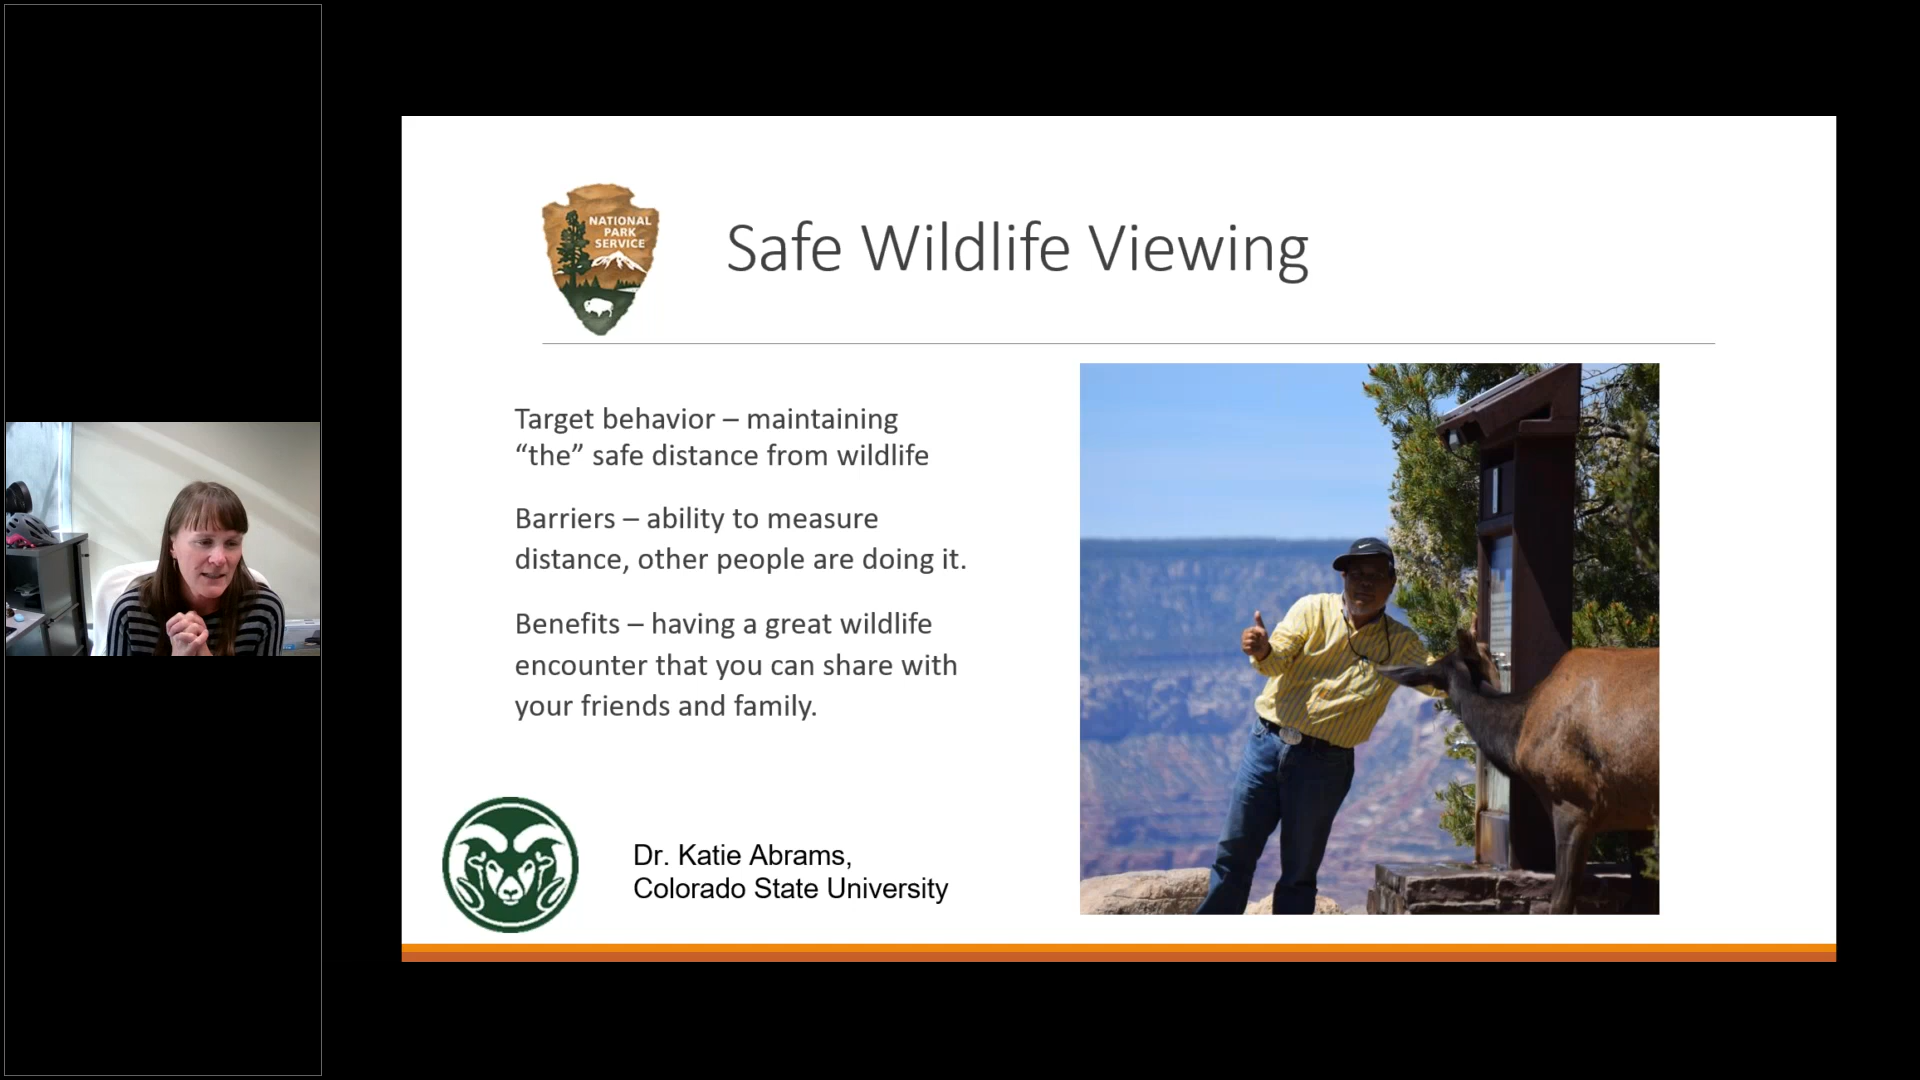 NATIONAL
PARK
SERVICE
Safe Wildlife Viewing
Target behavior – maintaining
“the” safe distance from wildlife
Barriers – ability to measure
distance, other people are doing it.
Benefits – having a great wildlife
encounter that you can share with
your friends and family.
Dr. Katie Abrams,
Colorado State University